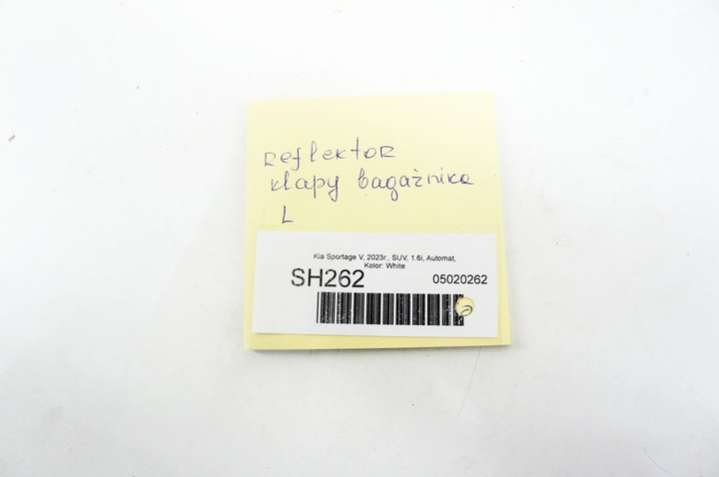 reflektor
klapy bagażnika
L
Kia Sportage V, 2023r., SUV, 1.6i, Automat,
Kolor: White
SH262 05020262